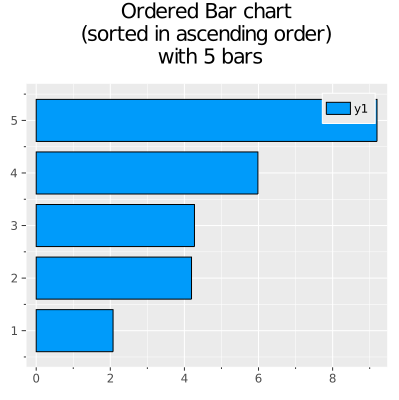 Ordered Bar chart
(sorted in ascending order)
with 5 bars
y1
5
4
3
2
1
0 2 4 6 8